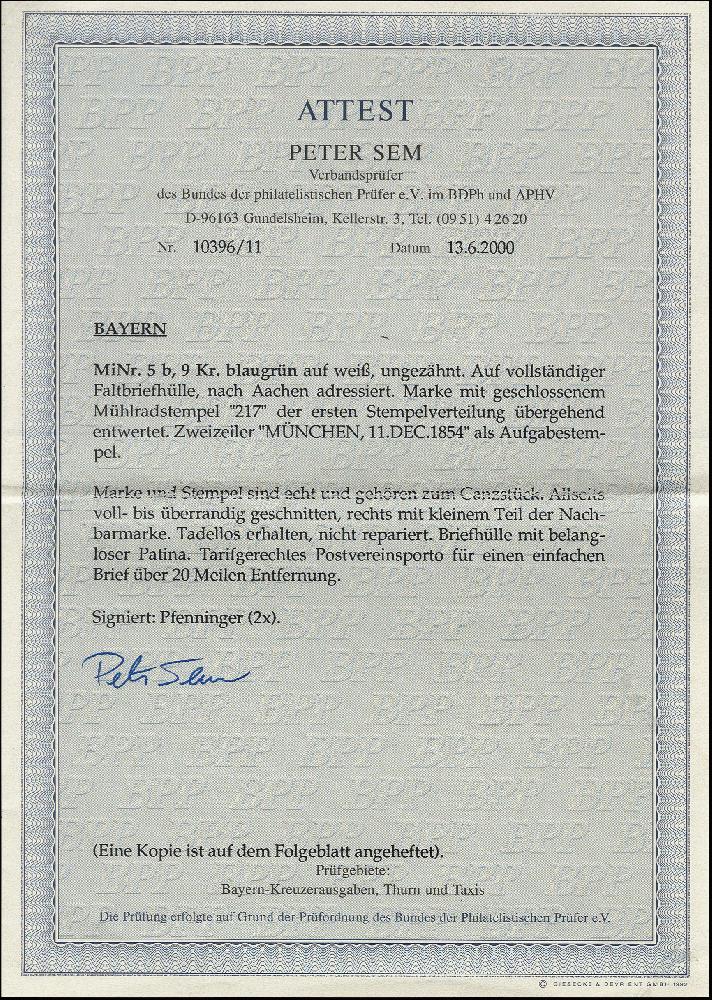 ATTEST
PETER SEM
Verbandsprüfer
des Bundes der philatelistischen Prüfer e.V. im BDPh und APHV
D-96163 Gundelsheim, Kellerstr. 3, Tel. (09 51) 4 26 20
Nr. 10396/11 Datum 13.6.2000
BAYERN
MiNr. 5 b, 9 Kr. blaugrün auf weiß, ungezähnt. Auf vollständiger
Faltbriefhülle, nach Aachen adressiert. Marke mit geschlossenem
Mühlradstempel "217" der ersten Stempelverteilung übergehend
entwertet. Zweizeiler "MÜNCHEN, 11.DEC.1854" als Aufgabestem-
pel.
Marke und Stempel sind echt und gehören zum Ganzstück. Allseits
voll- bis überrandig geschnitten, rechts mit kleinem Teil der Nach-
barmarke. Tadellos erhalten, nicht repariert. Briefhülle mit belang-
loser Patina. Tarifgerechtes Postvereinsporto für einen einfachen
Brief über 20 Meilen Entfernung.
Signiert: Pfenninger (2x).
Peter Sem
(Eine Kopie ist auf dem Folgeblatt angeheftet).
Prüfgebiete:
Bayern-Kreuzerausgaben, Thurn und Taxis
Die Prüfung erfolgte auf Grund der Prüfordnung des Bundes der Philatelistischen Prüfer e.V.
© GIESECKE & DEVRIENT GMBH 1992